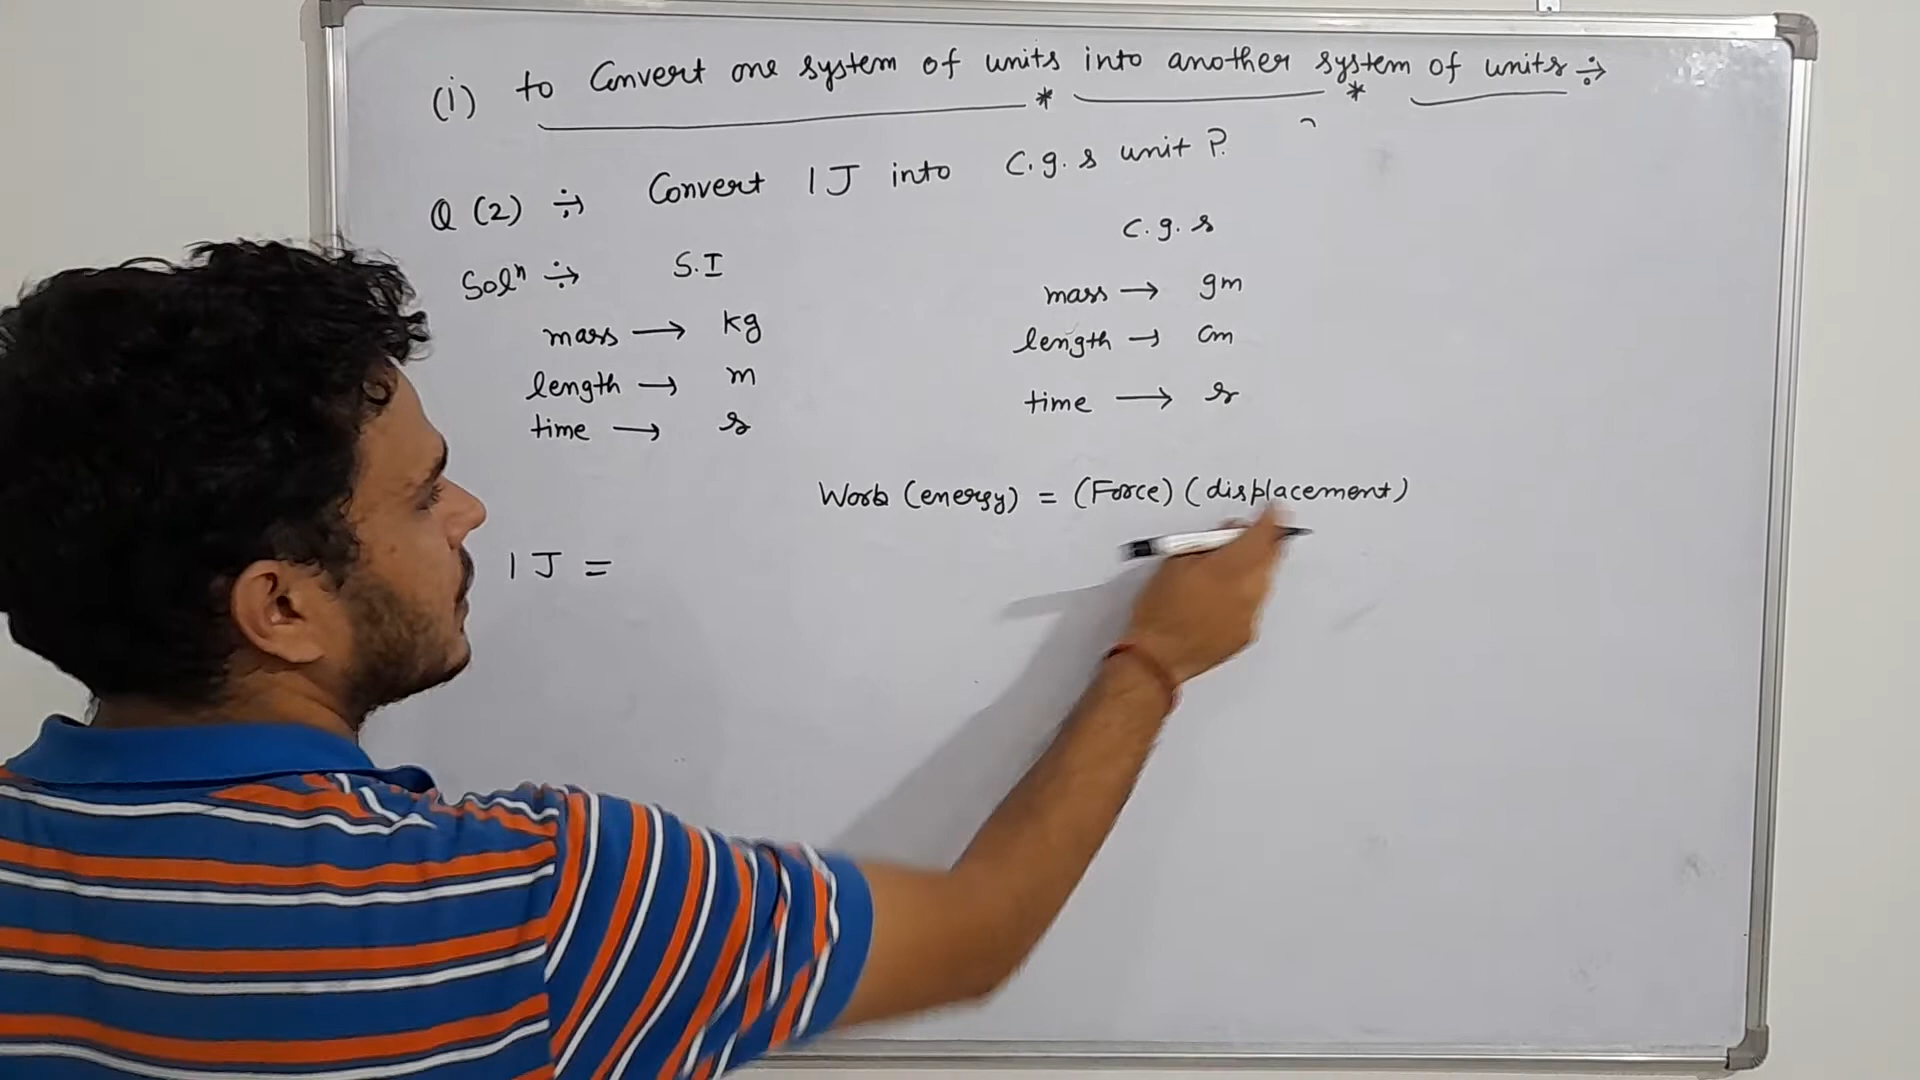 (i) to Convert one system of units into another system of units ÷
Q (2) ÷ Convert 1 J into C.g.s unit ?
Solⁿ ÷ S.I
mass → kg
length → m
time → s
C.g.s
mass → gm
length → cm
time → s
Work (energy) = (Force) (displacement)
1 J =